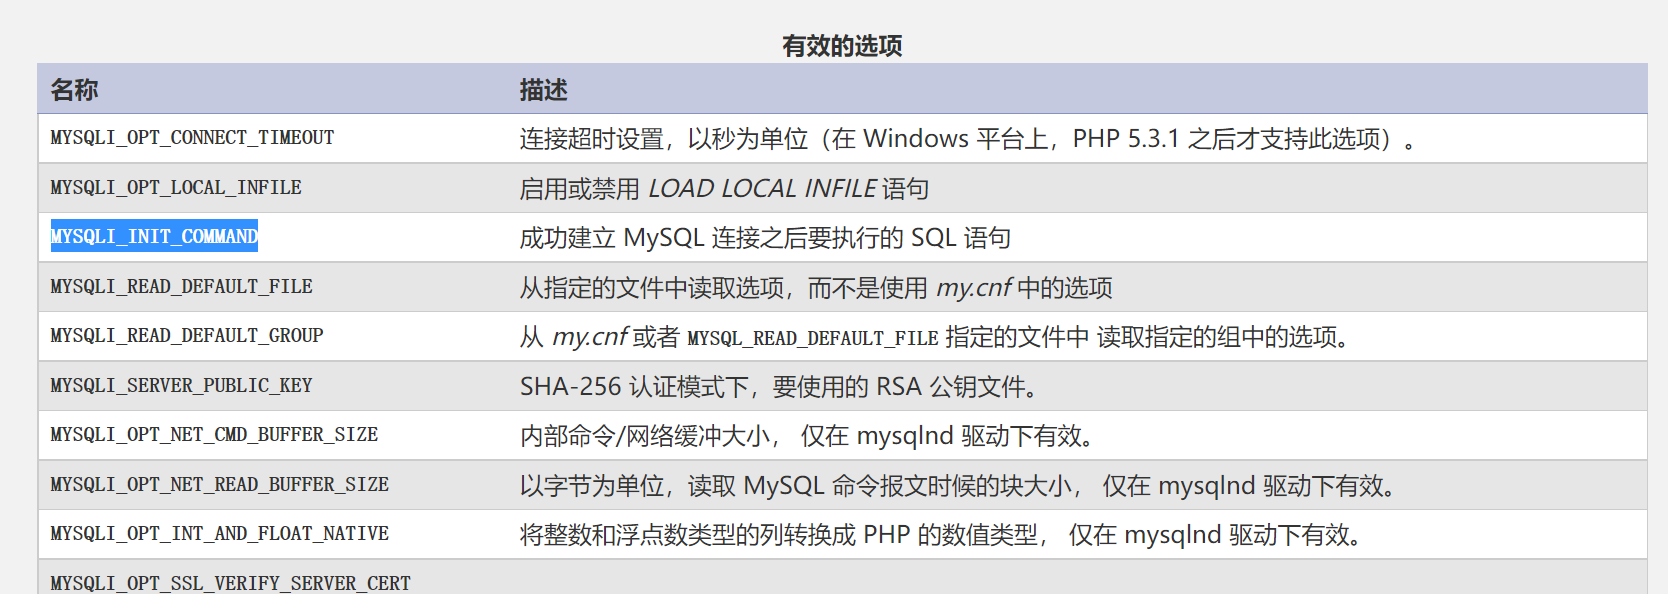 有效的选项
名称 描述
MYSQLI_OPT_CONNECT_TIMEOUT 连接超时设置，以秒为单位（在 Windows 平台上，PHP 5.3.1 之后才支持此选项）。
MYSQLI_OPT_LOCAL_INFILE 启用或禁用 LOAD LOCAL INFILE 语句
MYSQLI_INIT_COMMAND 成功建立 MySQL 连接之后要执行的 SQL 语句
MYSQLI_READ_DEFAULT_FILE 从指定的文件中读取选项，而不是使用 my.cnf 中的选项
MYSQLI_READ_DEFAULT_GROUP 从 my.cnf 或者 MYSQL_READ_DEFAULT_FILE 指定的文件中 读取指定的组中的选项。
MYSQLI_SERVER_PUBLIC_KEY SHA-256 认证模式下，要使用的 RSA 公钥文件。
MYSQLI_OPT_NET_CMD_BUFFER_SIZE 内部命令/网络缓冲大小， 仅在 mysqlnd 驱动下有效。
MYSQLI_OPT_NET_READ_BUFFER_SIZE 以字节为单位，读取 MySQL 命令报文时候的块大小， 仅在 mysqlnd 驱动下有效。
MYSQLI_OPT_INT_AND_FLOAT_NATIVE 将整数和浮点数类型的列转换成 PHP 的数值类型， 仅在 mysqlnd 驱动下有效。
MYSQLI_OPT_SSL_VERIFY_SERVER_CERT